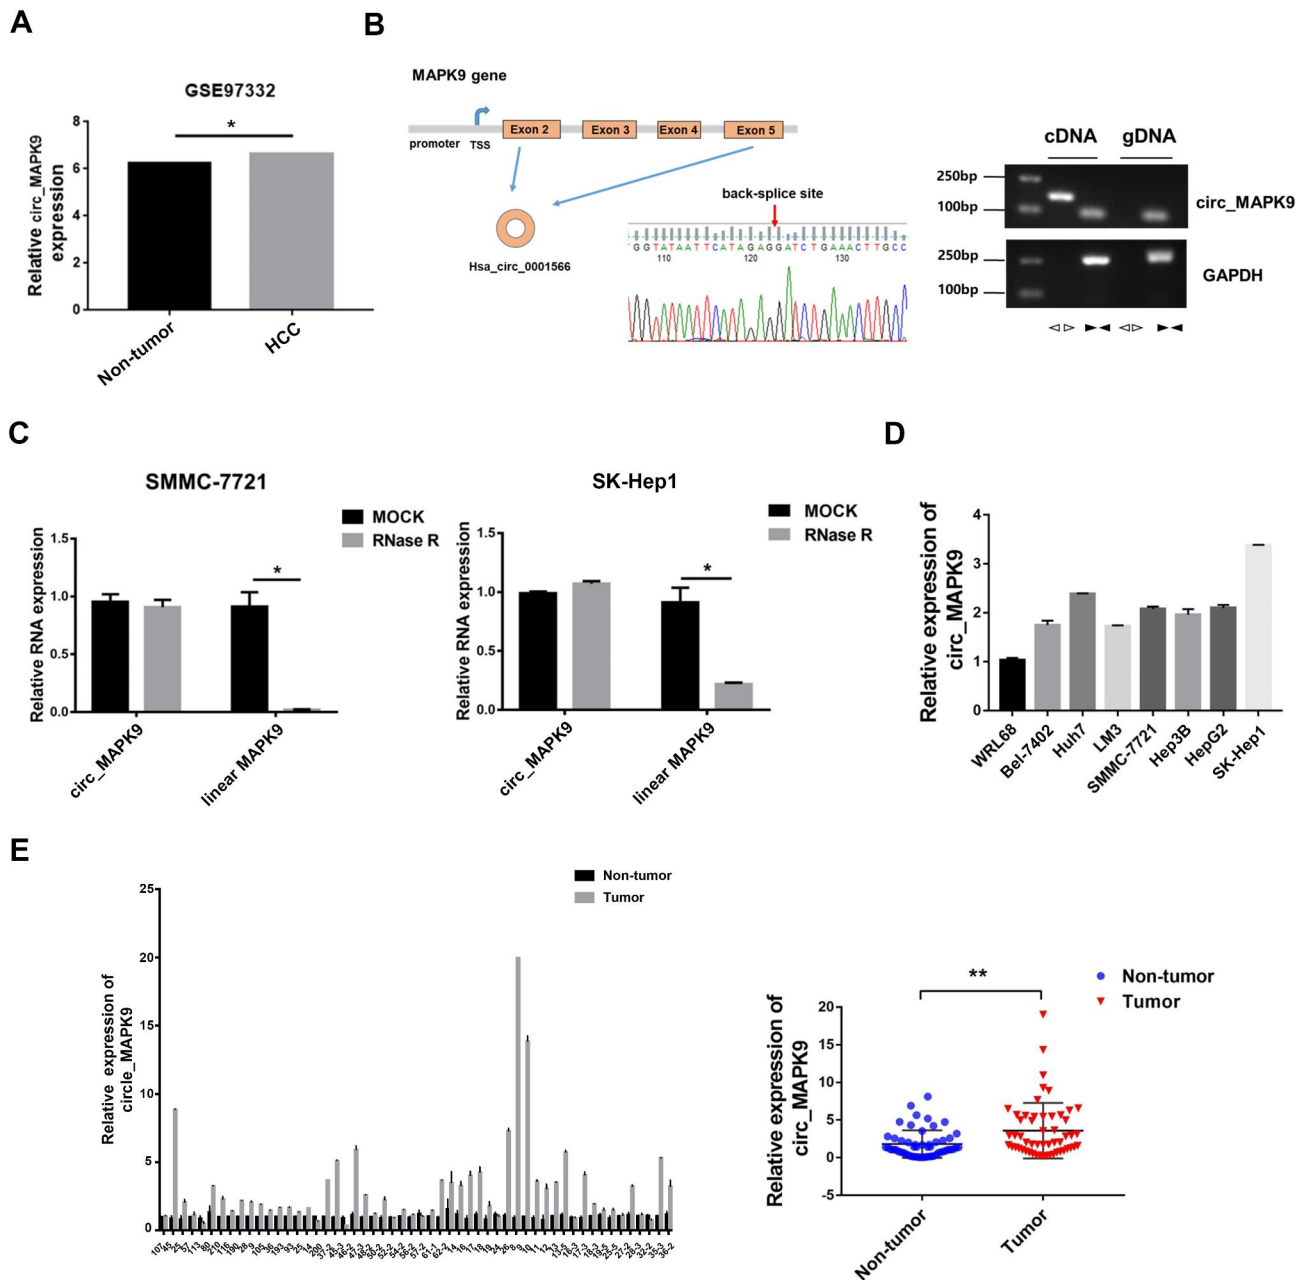 A
GSE97332
*
Relative circ_MAPK9
expression
8
6
4
2
0
Non-tumor
HCC
B
MAPK9 gene
Exon 2
Exon 3
Exon 4
Exon 5
promoter
TSS
Hsa_circ_0001566
back-splice site
GGTATAATTCATAGAGGATCTGAAACTTGCC
110
120
130
cDNA
gDNA
250bp
100bp
circ_MAPK9
250bp
100bp
GAPDH
C
SMMC-7721
MOCK
RNase R
Relative RNA expression
1.5
1.0
0.5
0.0
*
circ_MAPK9
linear MAPK9
SK-Hep1
MOCK
RNase R
Relative RNA expression
1.5
1.0
0.5
0.0
*
circ_MAPK9
linear MAPK9
D
Relative expression of
circ_MAPK9
4
3
2
1
0
WRL68
Bel-7402
Huh7
LM3
SMMC-7721
Hep3B
HepG2
SK-Hep1
E
Non-tumor
Tumor
Relative expression of
circle_MAPK9
25
20
15
10
5
0
**
Non-tumor
Tumor
Relative expression of
circ_MAPK9
20
15
10
5
0
-5
Non-tumor
Tumor